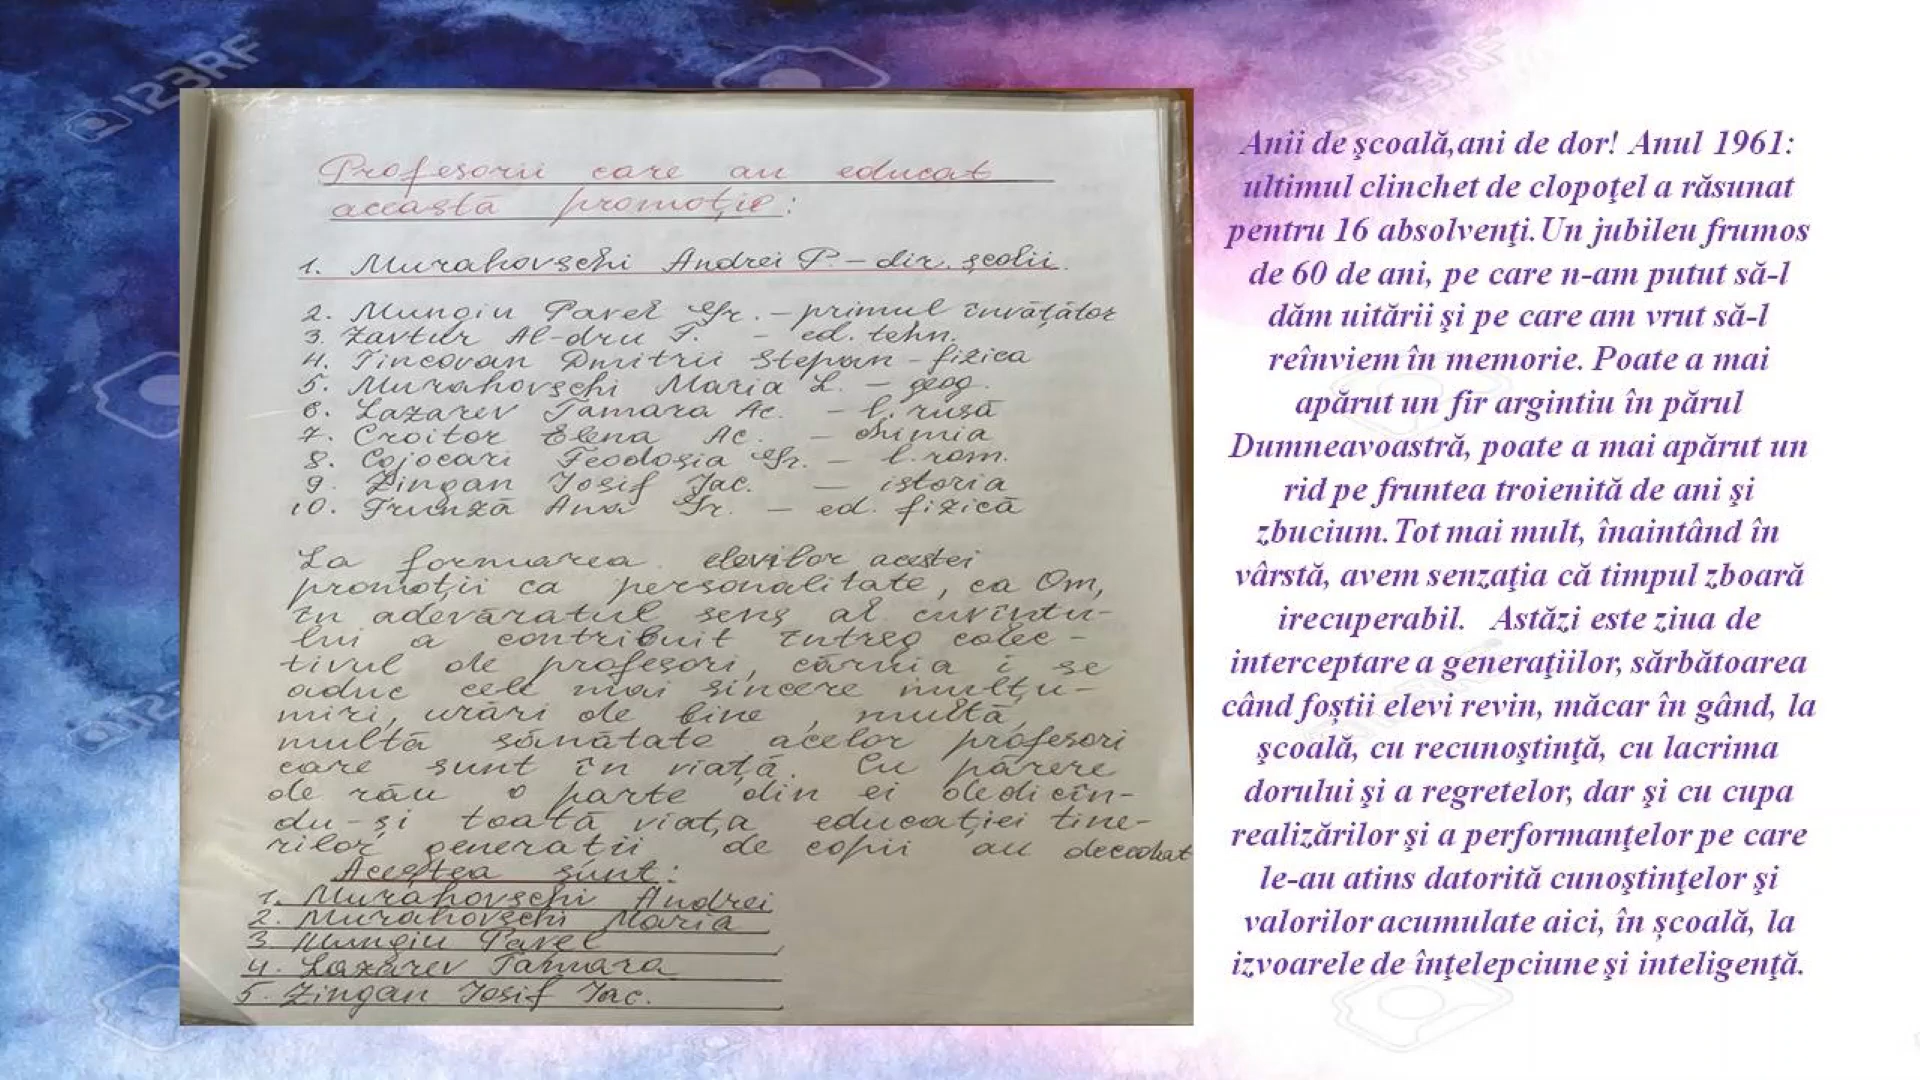 Profesorii care au educat
această promoție:
1. Murahovschi Andrei P. – dir. școlii.
2. Mungiu Pavel Gr. – primul învățător
3. Zavtur Al-dru T. – ed. tehn.
4. Tincovan Dmitrii Stepan – fizica
5. Murahovschi Maria L. – geog.
6. Lazarev Tamara Ac. – l. rusă
7. Croitor Elena Ac. – chimia
8. Cojocari Feodosia Gr. – l. rom.
9. Zingan Iosif Iac. – istoria
10. Frunză Ana Gr. – ed. fizică
La formarea elevilor acestei
promoții ca personalitate, ca Om,
în adevăratul sens al cuvîntu-
lui a contribuit întreg colec-
tivul de profesori, cărnia i se
aduc cele mai sincere mulțu-
miri, urări de bine, multă,
multă sănătate acelor profesori
care sunt în viață. Cu părere
de rău o parte din ei dedicîn-
du-și toată viața educației tine-
rilor generații de copii au decedat
Aceștea sunt:
1. Murahovschi Andrei
2. Murahovschi Maria
3. Mungiu Pavel
4. Lazarev Tamara
5. Zingan Iosif Iac.
Anii de şcoală,ani de dor! Anul 1961:
ultimul clinchet de clopoţel a răsunat
pentru 16 absolvenţi.Un jubileu frumos
de 60 de ani, pe care n-am putut să-l
dăm uitării şi pe care am vrut să-l
reînviem în memorie. Poate a mai
apărut un fir argintiu în părul
Dumneavoastră, poate a mai apărut un
rid pe fruntea troienită de ani şi
zbucium.Tot mai mult, înaintând în
vârstă, avem senzaţia că timpul zboară
irecuperabil. Astăzi este ziua de
interceptare a generaţiilor, sărbătoarea
când foștii elevi revin, măcar în gând, la
şcoală, cu recunoştinţă, cu lacrima
dorului şi a regretelor, dar şi cu cupa
realizărilor şi a performanţelor pe care
le-au atins datorită cunoştinţelor şi
valorilor acumulate aici, în școală, la
izvoarele de înţelepciune şi inteligenţă.
123RF